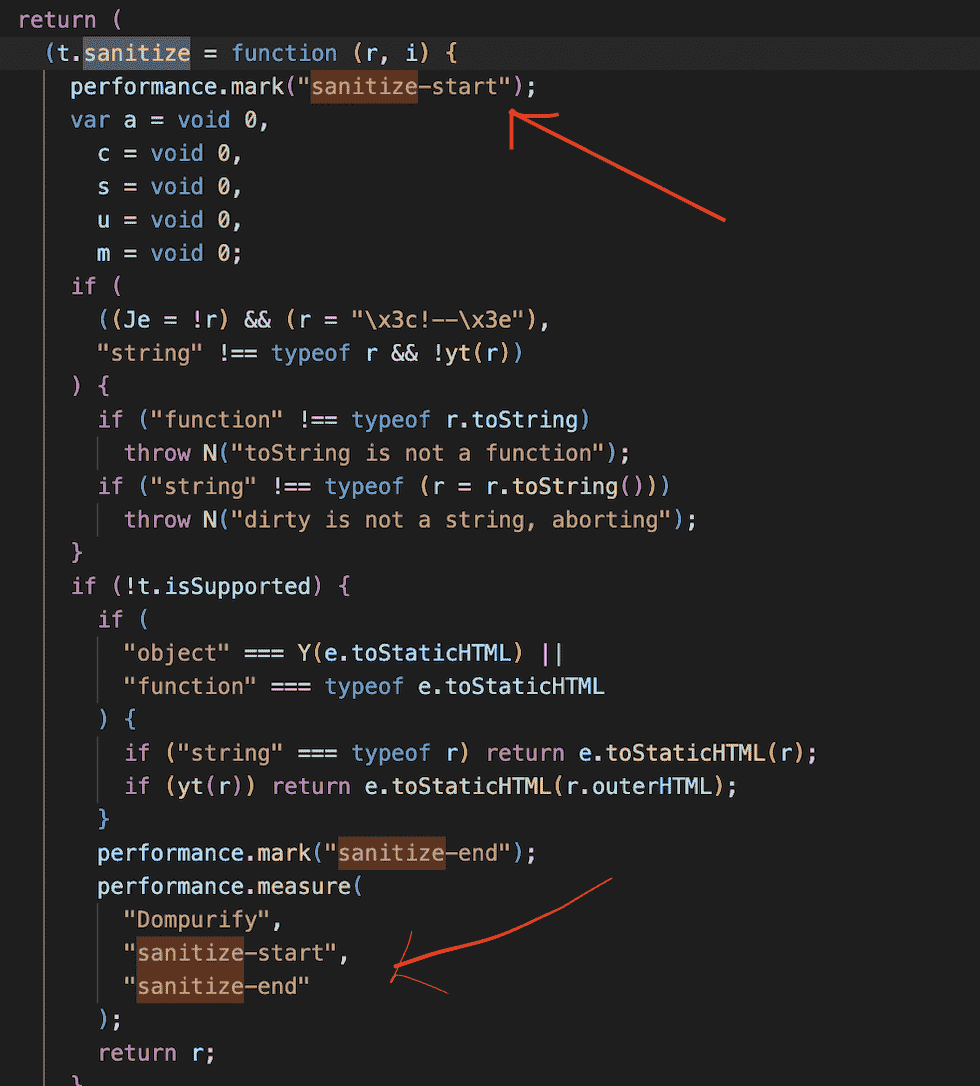 return (
(t.sanitize = function (r, i) {
performance.mark("sanitize-start");
var a = void 0,
c = void 0,
s = void 0,
u = void 0,
m = void 0;
if (
((Je = !r) && (r = "\x3c!--\x3e"),
"string" !== typeof r && !yt(r))
) {
if ("function" !== typeof r.toString)
throw N("toString is not a function");
if ("string" !== typeof (r = r.toString()))
throw N("dirty is not a string, aborting");
}
if (!t.isSupported) {
if (
"object" === Y(e.toStaticHTML) ||
"function" === typeof e.toStaticHTML
) {
if ("string" === typeof r) return e.toStaticHTML(r);
if (yt(r)) return e.toStaticHTML(r.outerHTML);
}
performance.mark("sanitize-end");
performance.measure(
"Dompurify",
"sanitize-start",
"sanitize-end"
);
return r;
}